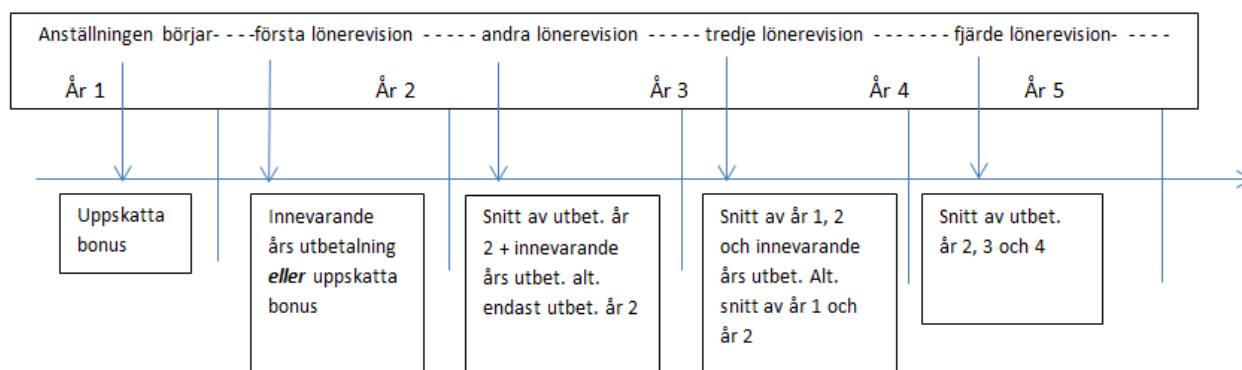 Anställningen börjar- - - -första lönerevision - - - - - andra lönerevision - - - - - tredje lönerevision - - - - - - - fjärde lönerevision- - - - -
År 1 År 2 År 3 År 4 År 5
Uppskatta
bonus
Innevarande
års utbetalning
eller uppskatta
bonus
Snitt av utbet. år
2 + innevarande
års utbet. alt.
endast utbet. år 2
Snitt av år 1, 2
och innevarande
års utbet. Alt.
snitt av år 1 och
år 2
Snitt av utbet.
år 2, 3 och 4